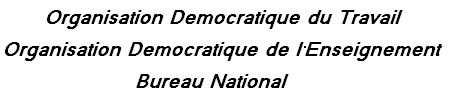 Organisation Democratique du Travail
Organisation Democratique de l'Enseignement
Bureau National